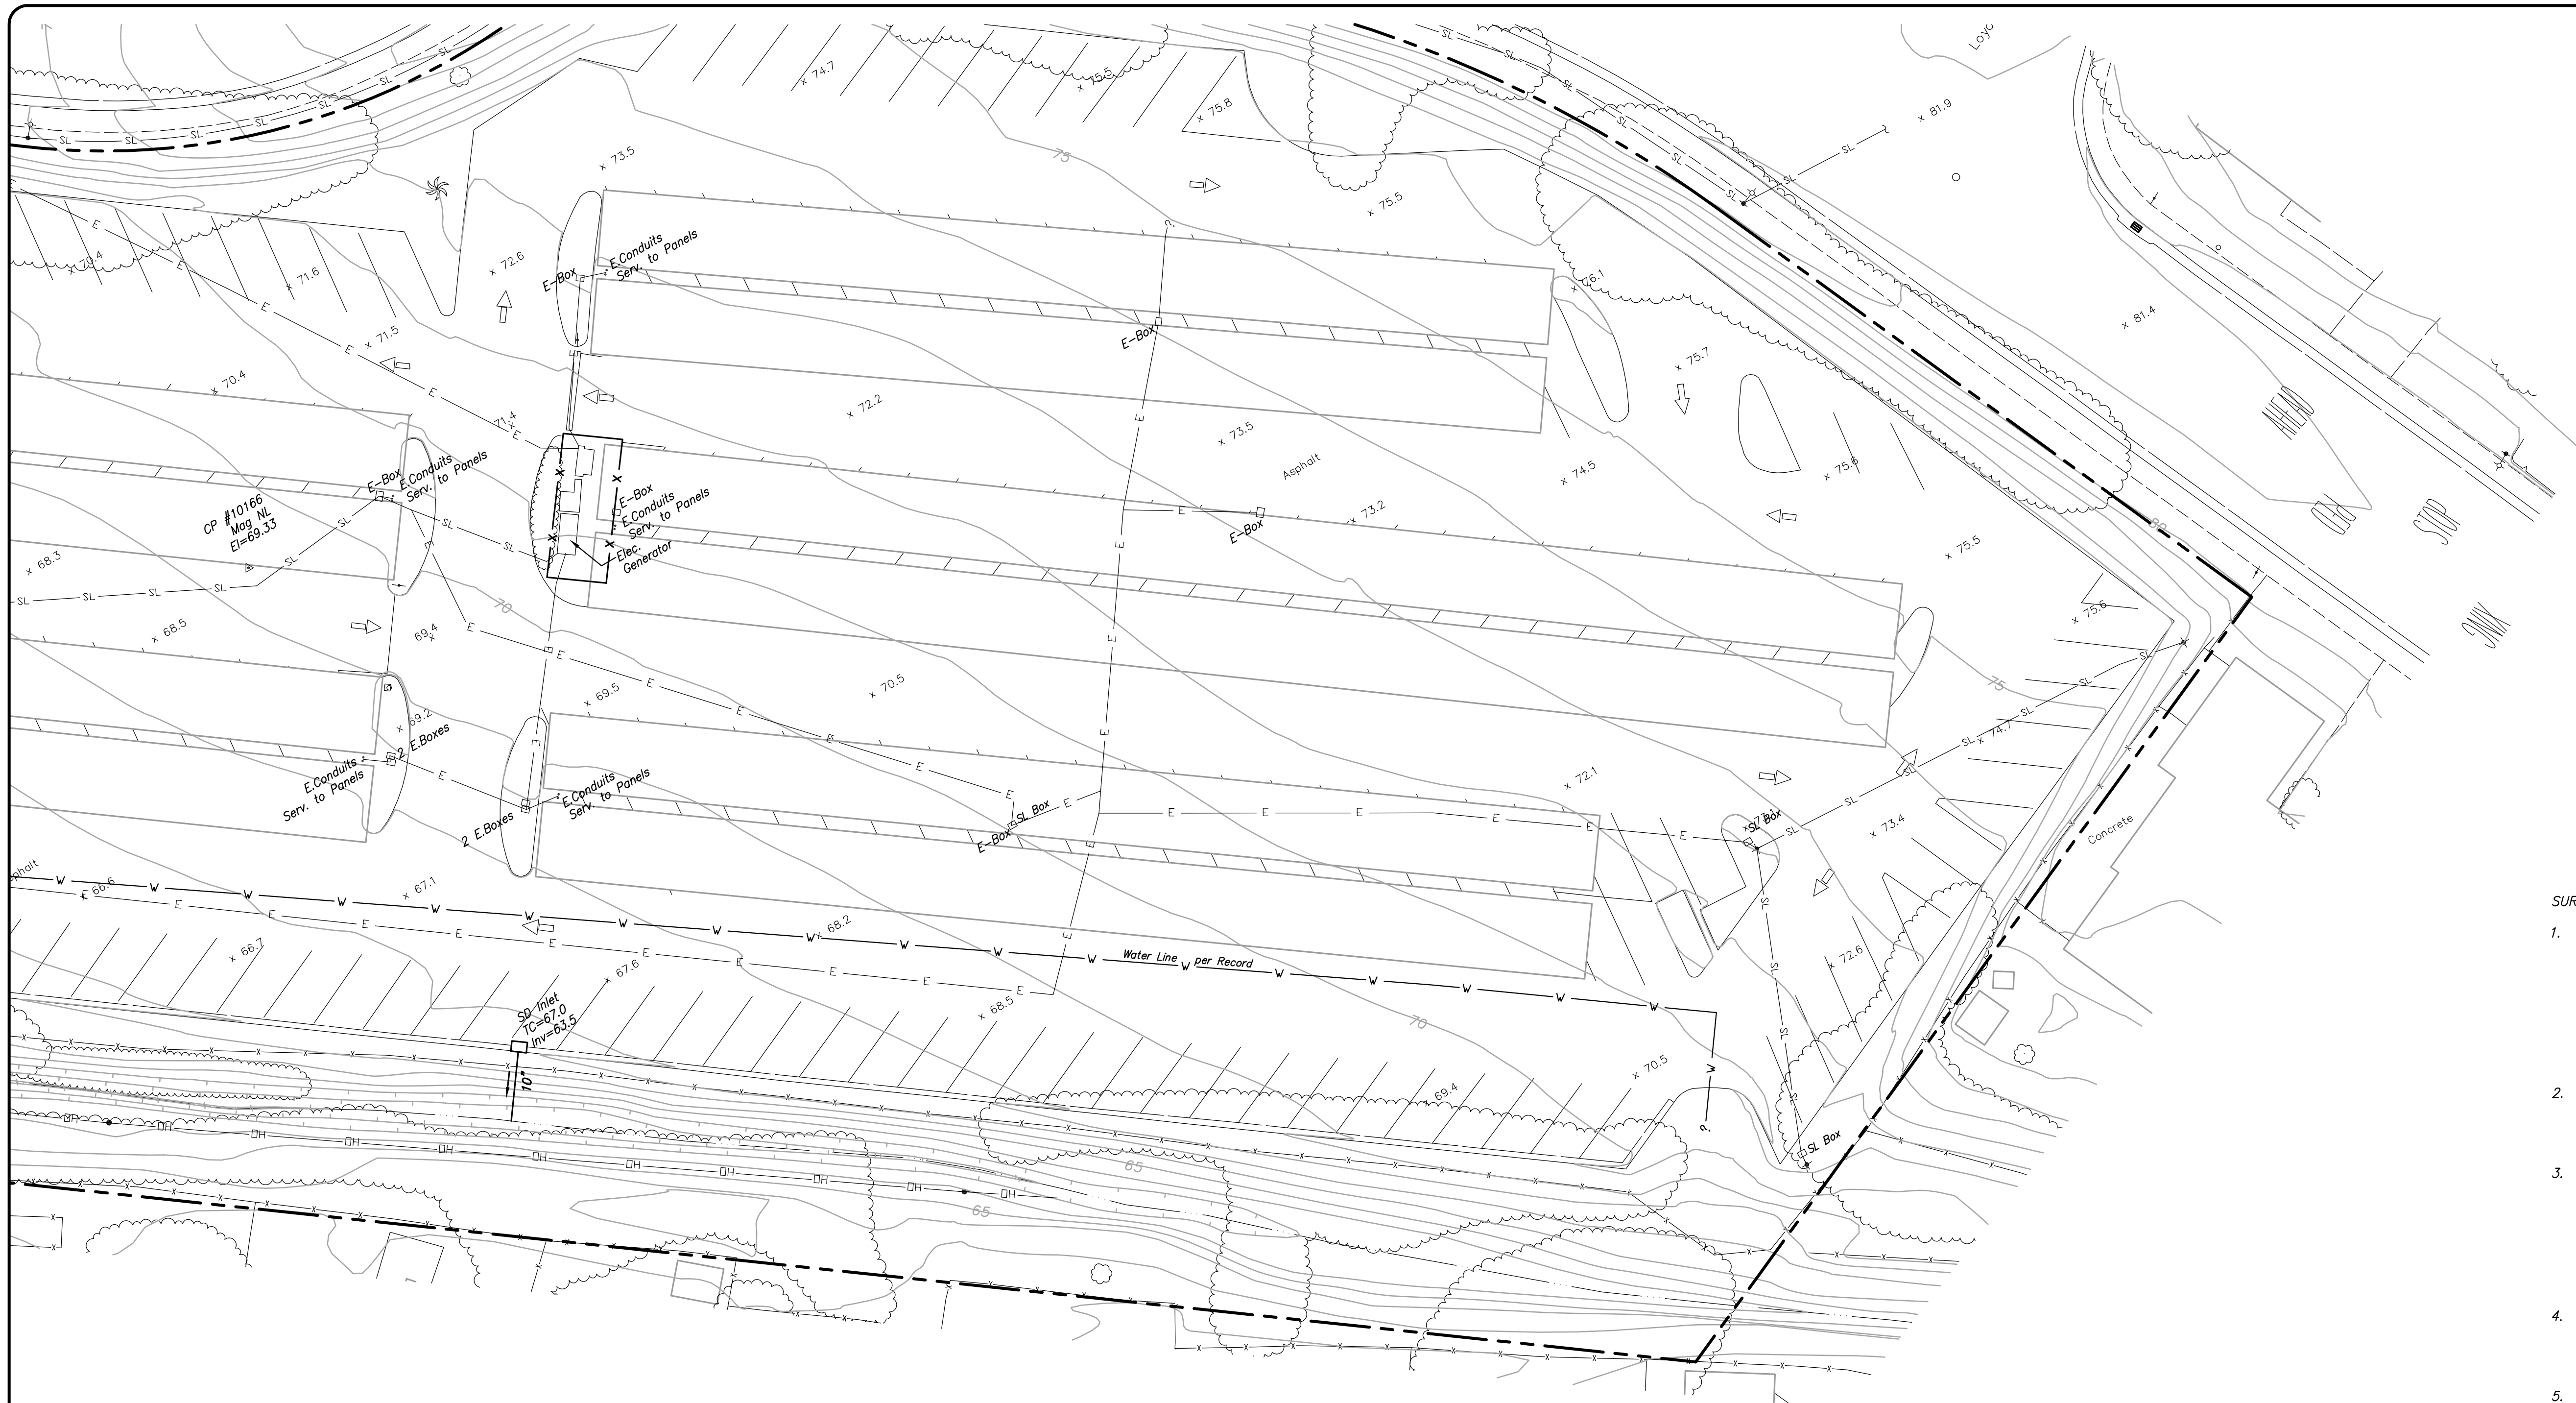 Loyo
x 81.9
x 74.7
x 75.5
x 75.8
75
x 73.5
x 75.5
x 70.4
x 71.6
x 72.6
E-Box
E.Conduits
Serv. to Panels
x 76.1
x 81.4
x 71.5
E-Box
x 75.7
AHEAD
x 70.4
71.4
x 72.2
x 73.5
Asphalt
x 74.5
x 75.6
STOP
CP #10166
Mag NL
El=69.33
E-Box
E.Conduits
Serv. to Panels
E-Box
E.Conduits
Serv. to Panels
Elec.
Generator
E-Box
x 73.2
80
x 75.5
x 68.3
70
x 68.5
69.4
x 75.6
x 69.5
x 70.5
75
x 69.2
2 E.Boxes
E.Conduits
Serv. to Panels
2 E.Boxes
E.Conduits
Serv. to Panels
x 74.7
x 72.1
SL Box
E-Box
SL Box
x 73.4
Concrete
phalt
x 66.6
x 67.1
x 68.2
Water Line per Record
x 66.7
x 67.6
x 68.5
x 72.6
SD Inlet
TC=67.0
Inv=63.5
10"
70
x 70.5
x 69.4
?
SL Box
65
65
SL
E
W
OH
SUR
1.
2.
3.
4.
5.